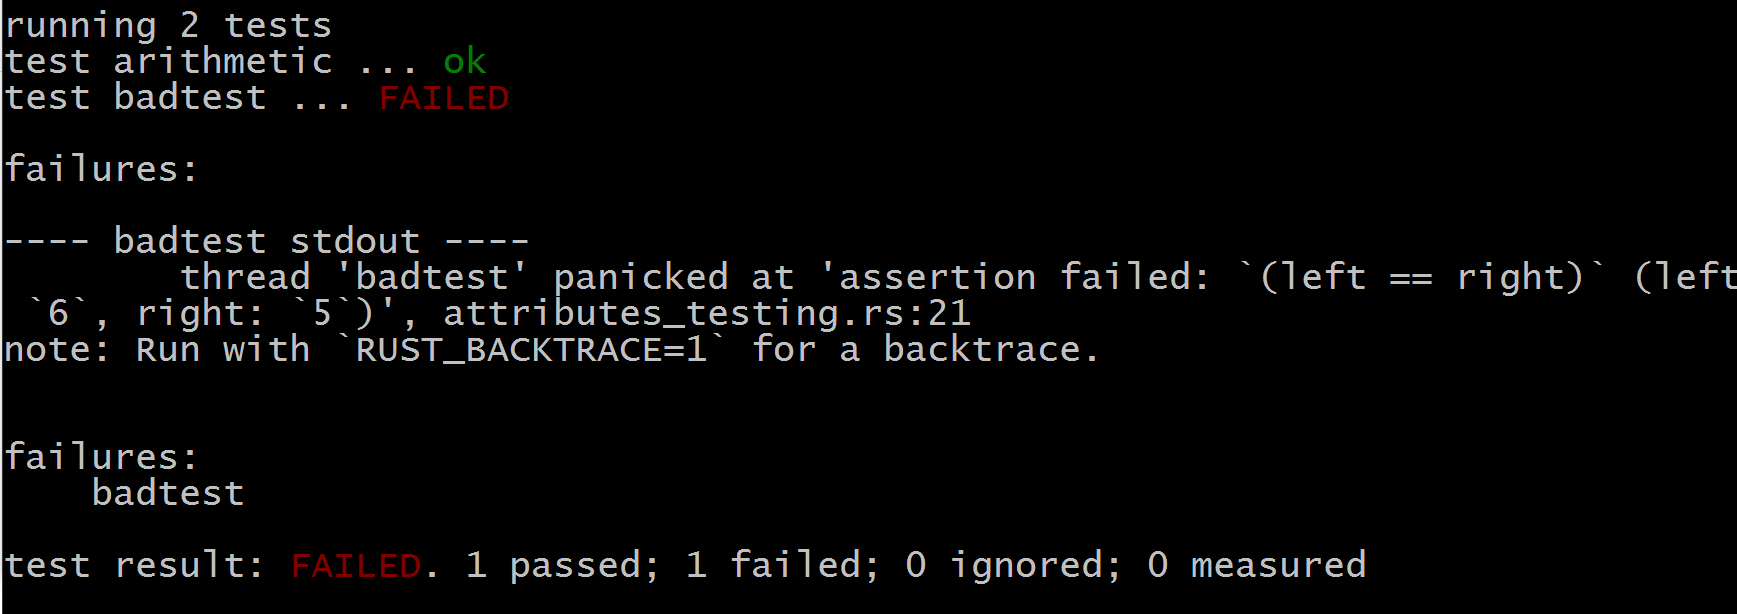 running 2 tests
test arithmetic ... ok
test badtest ... FAILED
failures:
---- badtest stdout ----
thread 'badtest' panicked at 'assertion failed: `(left == right)` (left
`6`, right: `5`)', attributes_testing.rs:21
note: Run with `RUST_BACKTRACE=1` for a backtrace.
failures:
badtest
test result: FAILED. 1 passed; 1 failed; 0 ignored; 0 measured